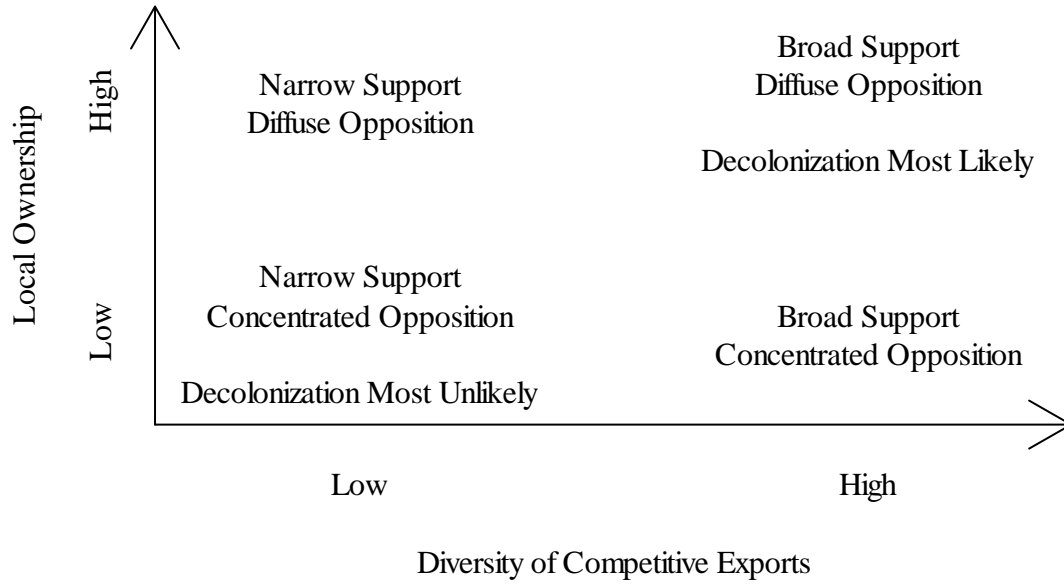 Local Ownership
High
Low
Narrow Support
Diffuse Opposition
Broad Support
Diffuse Opposition
Decolonization Most Likely
Narrow Support
Concentrated Opposition
Decolonization Most Unlikely
Broad Support
Concentrated Opposition
Low
High
Diversity of Competitive Exports